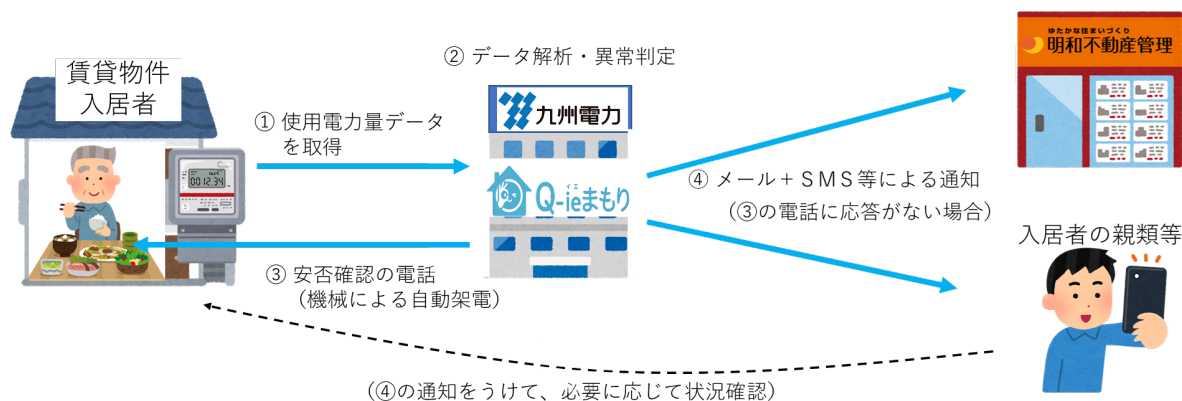 賃貸物件
入居者
① 使用電力量データ
を取得
② データ解析・異常判定
九州電力
イエ
Q-ieまもり
③ 安否確認の電話
（機械による自動架電）
④ メール＋ＳＭＳ等による通知
（③の電話に応答がない場合）
ゆたかな住まいづくり
明和不動産管理
入居者の親類等
（④の通知をうけて、必要に応じて状況確認）
0012.34